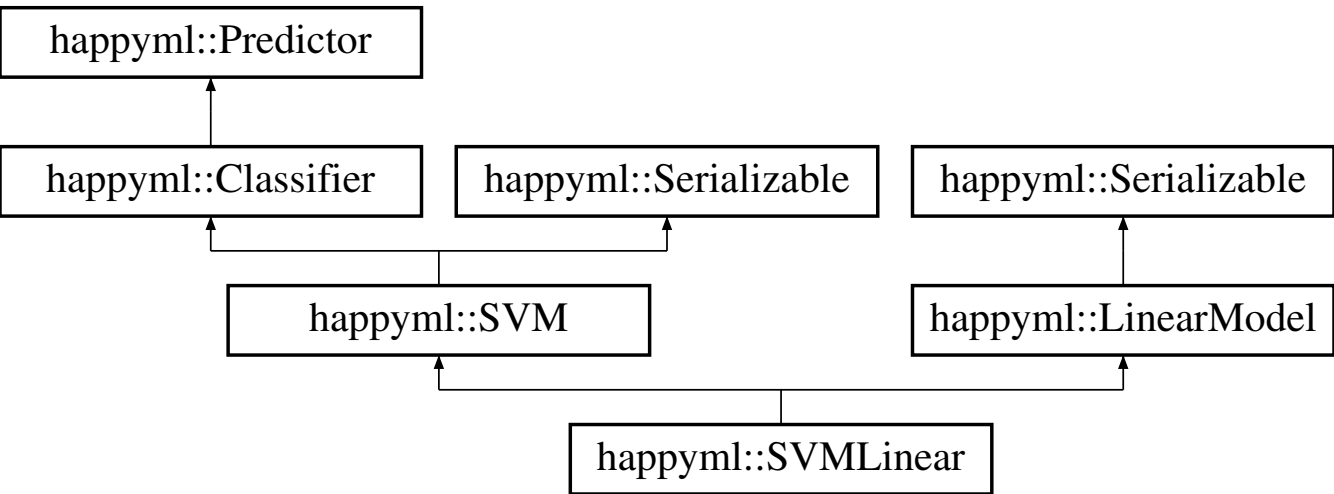 happyml::Predictor
happyml::Classifier
happyml::Serializable
happyml::Serializable
happyml::SVM
happyml::LinearModel
happyml::SVMLinear